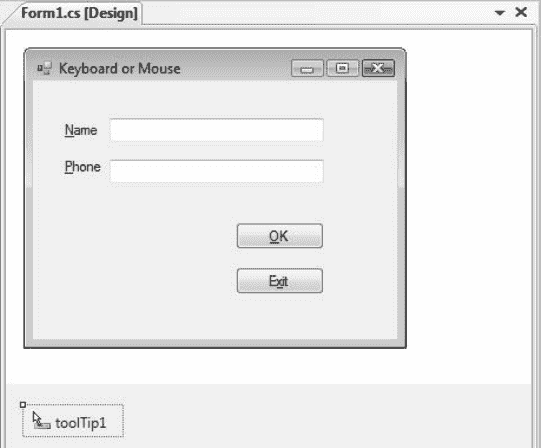 Form1.cs [Design]
Keyboard or Mouse
Name
Phone
OK
Exit
toolTip1